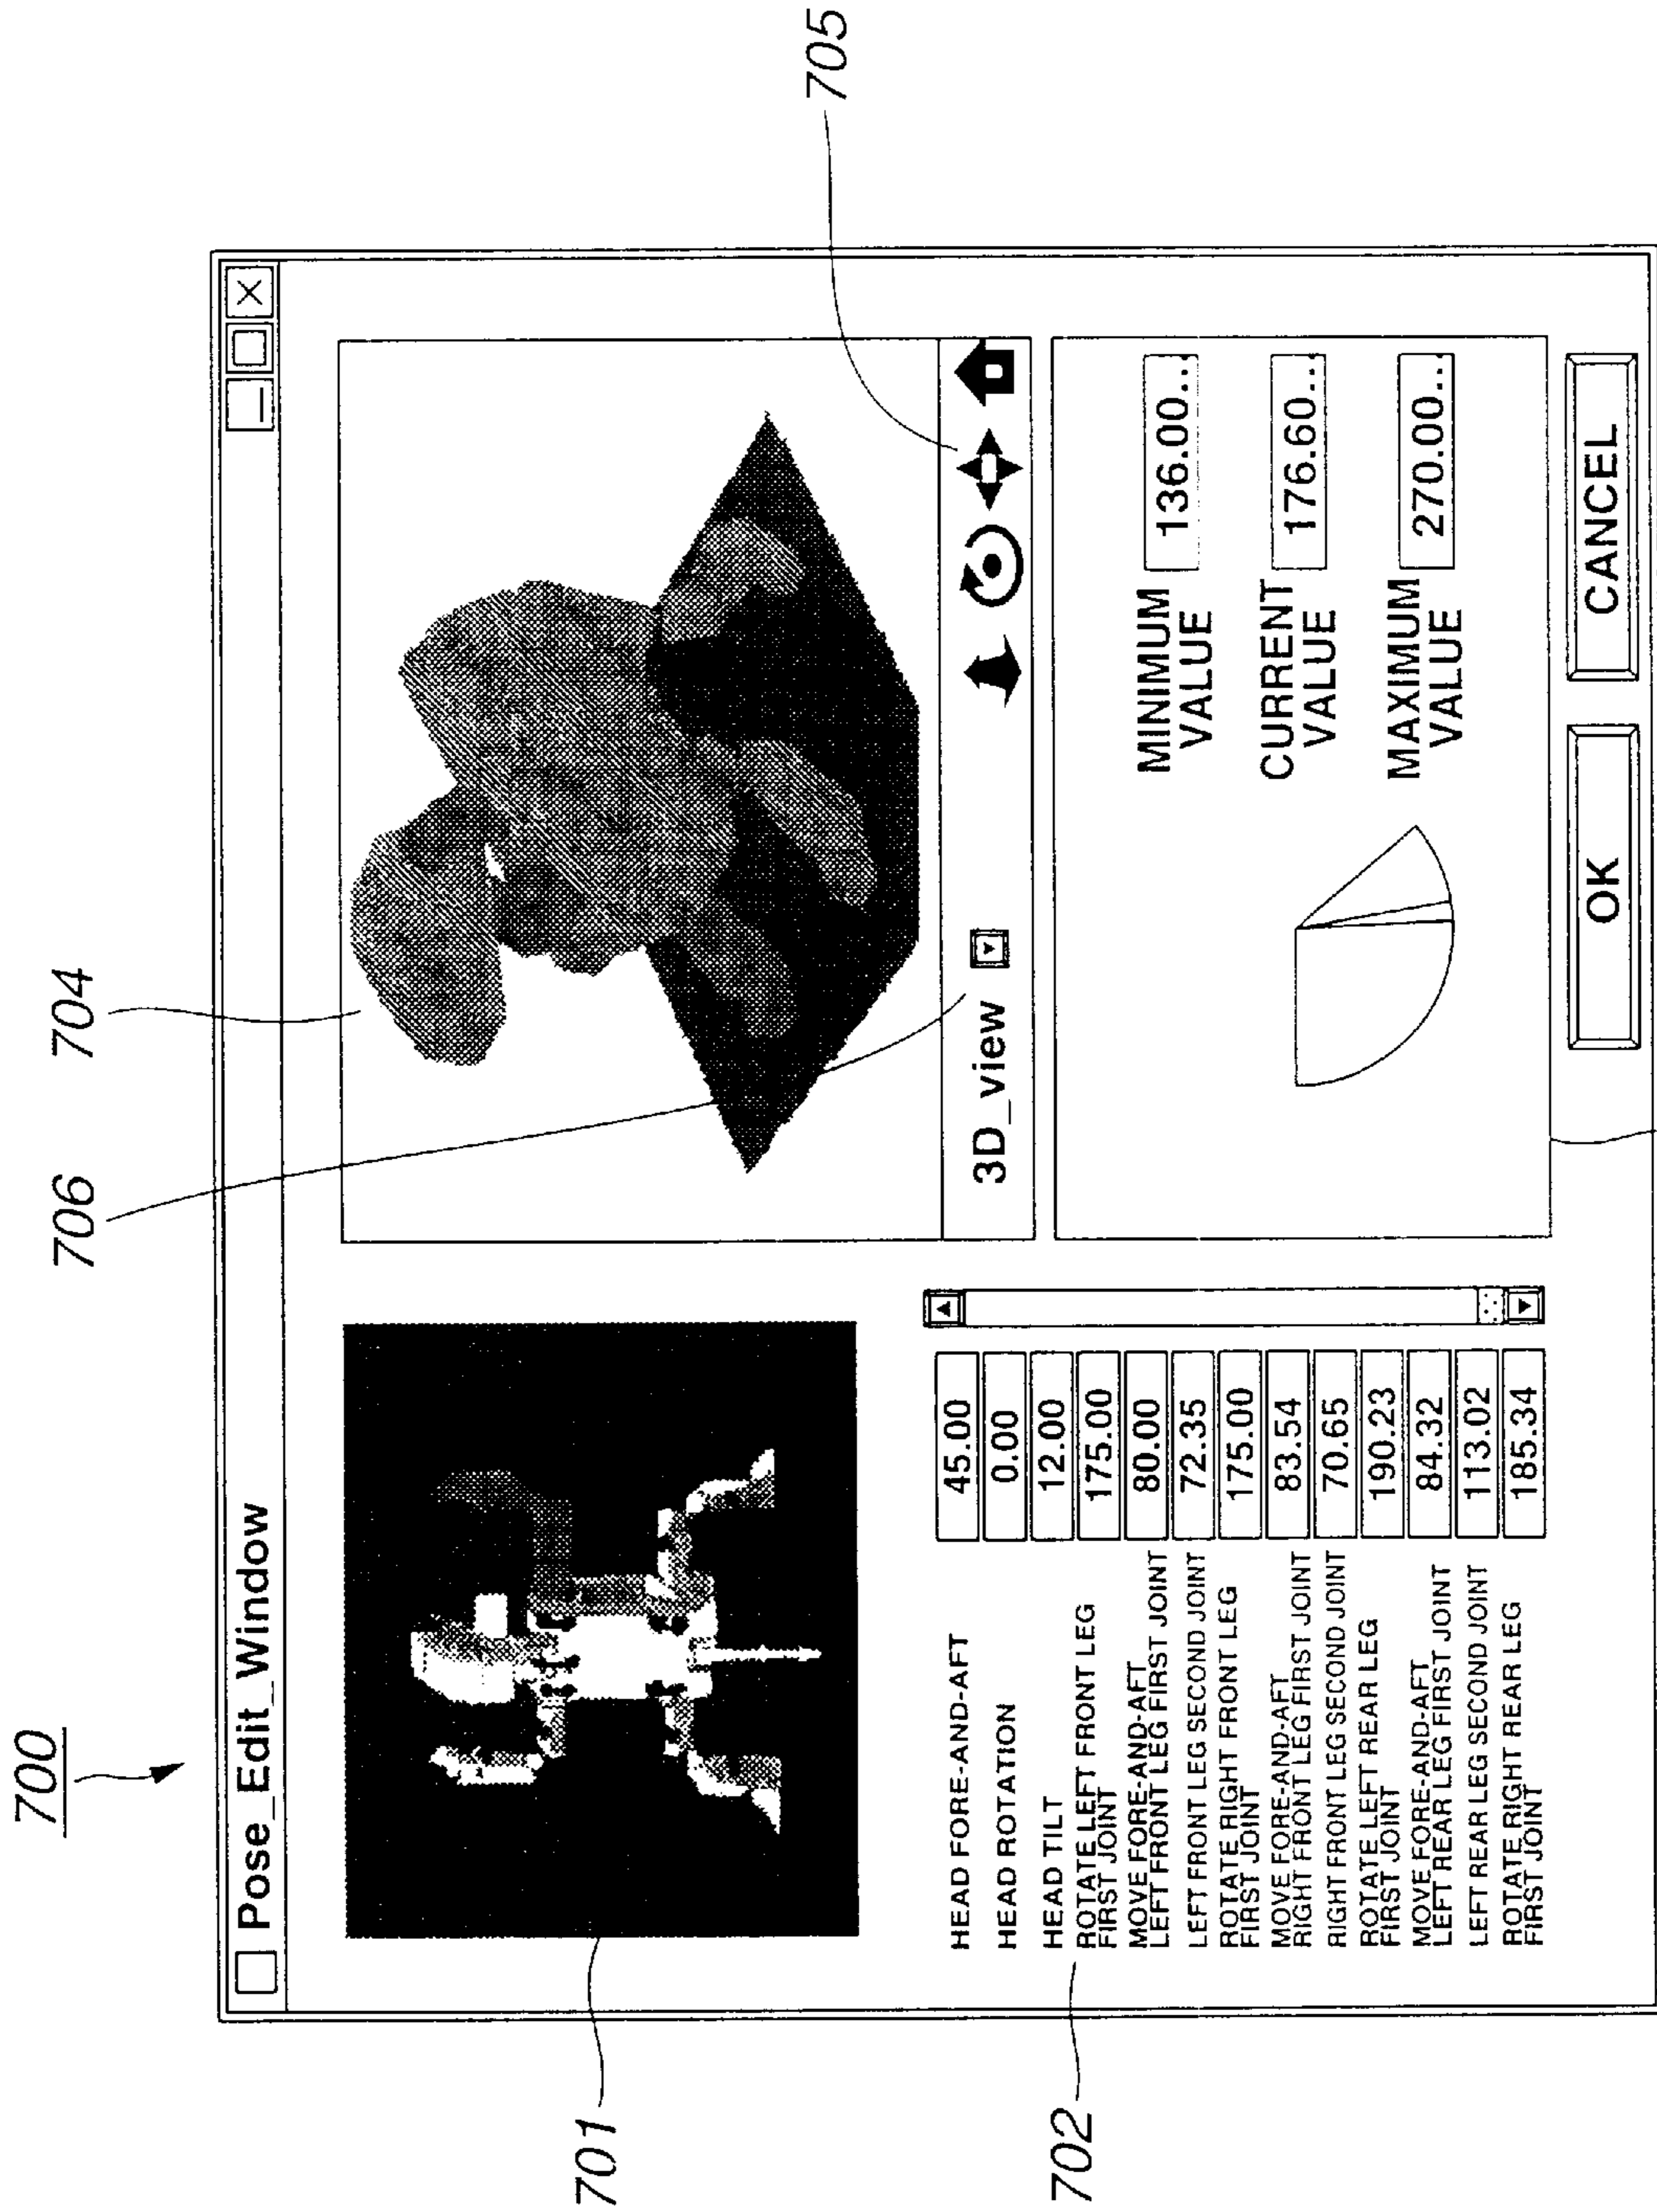 700
706
704
705
Pose_Edit_Window
701
3D_view
702
HEAD FORE-AND-AFT 45.00
HEAD ROTATION 0.00
HEAD TILT 12.00
ROTATE LEFT FRONT LEG
FIRST JOINT 175.00
MOVE FORE-AND-AFT
LEFT FRONT LEG FIRST JOINT 80.00
LEFT FRONT LEG SECOND JOINT 72.35
ROTATE RIGHT FRONT LEG
FIRST JOINT 175.00
MOVE FORE-AND-AFT
RIGHT FRONT LEG FIRST JOINT 83.54
RIGHT FRONT LEG SECOND JOINT 70.65
ROTATE LEFT REAR LEG
FIRST JOINT 190.23
MOVE FORE-AND-AFT
LEFT REAR LEG FIRST JOINT 84.32
LEFT REAR LEG SECOND JOINT 113.02
ROTATE RIGHT REAR LEG
FIRST JOINT 185.34
MINIMUM
VALUE 136.00...
CURRENT
VALUE 176.60...
MAXIMUM
VALUE 270.00...
OK
CANCEL